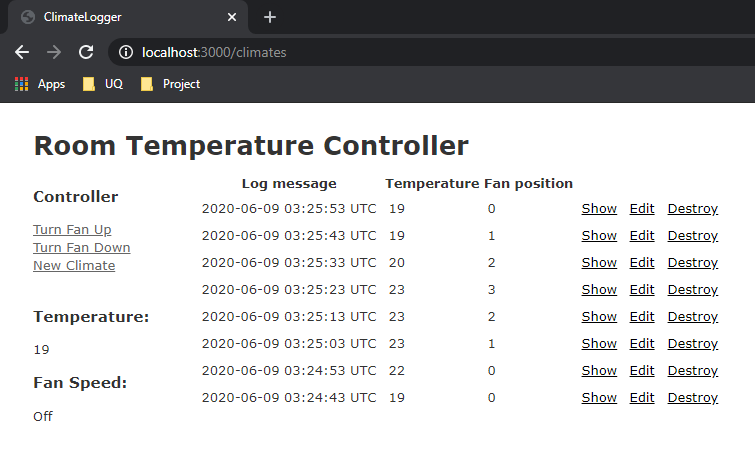 ClimateLogger
localhost:3000/climates
Apps UQ Project
Room Temperature Controller
Controller
Turn Fan Up
Turn Fan Down
New Climate
Temperature:
19
Fan Speed:
Off
Log message Temperature Fan position
2020-06-09 03:25:53 UTC 19 0 Show Edit Destroy
2020-06-09 03:25:43 UTC 19 1 Show Edit Destroy
2020-06-09 03:25:33 UTC 20 2 Show Edit Destroy
2020-06-09 03:25:23 UTC 23 3 Show Edit Destroy
2020-06-09 03:25:13 UTC 23 2 Show Edit Destroy
2020-06-09 03:25:03 UTC 23 1 Show Edit Destroy
2020-06-09 03:24:53 UTC 22 0 Show Edit Destroy
2020-06-09 03:24:43 UTC 19 0 Show Edit Destroy